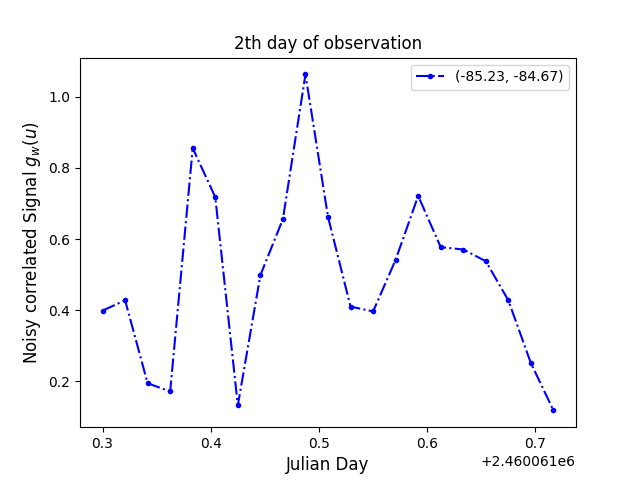 2th day of observation
(-85.23, -84.67)
Noisy correlated Signal g_w(u)
1.0
0.8
0.6
0.4
0.2
0.3 0.4 0.5 0.6 0.7
Julian Day
+2.460061e6